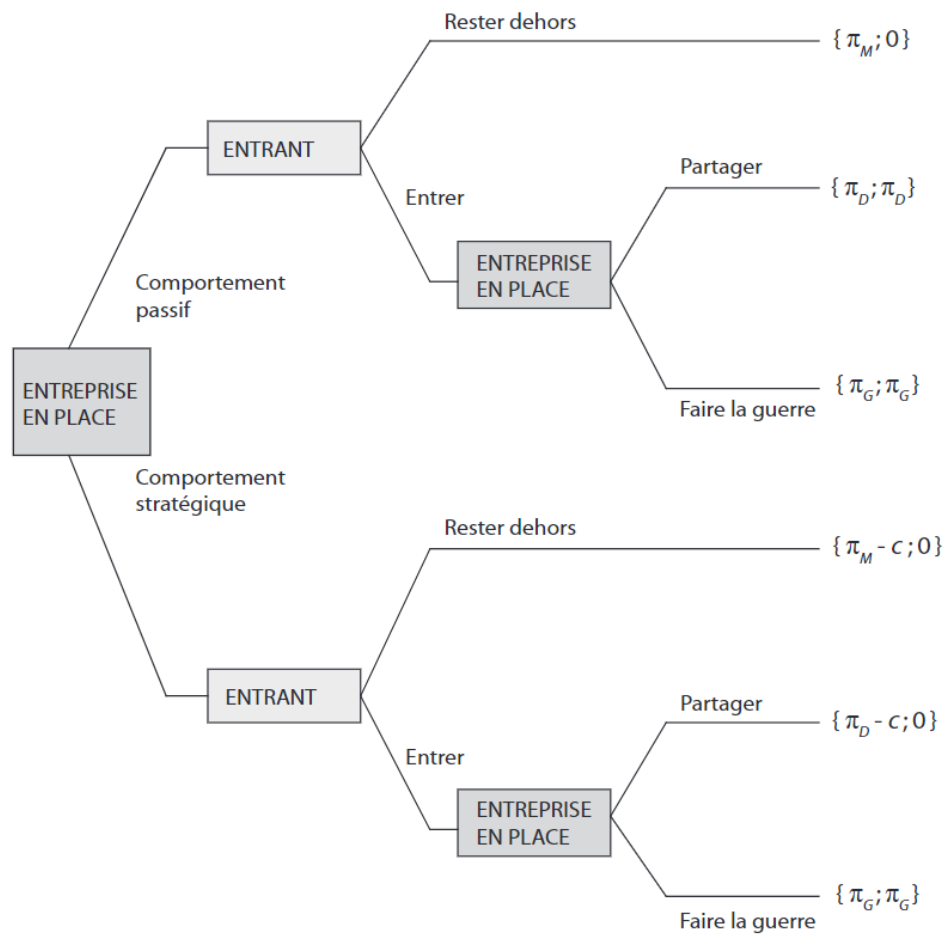 Rester dehors
{ π_M ; 0 }
ENTRANT
Partager
{ π_D ; π_D }
Entrer
ENTREPRISE
EN PLACE
Comportement
passif
{ π_G ; π_G }
Faire la guerre
ENTREPRISE
EN PLACE
Comportement
stratégique
Rester dehors
{ π_M - c ; 0 }
ENTRANT
Partager
{ π_D - c ; 0 }
Entrer
ENTREPRISE
EN PLACE
{ π_G ; π_G }
Faire la guerre